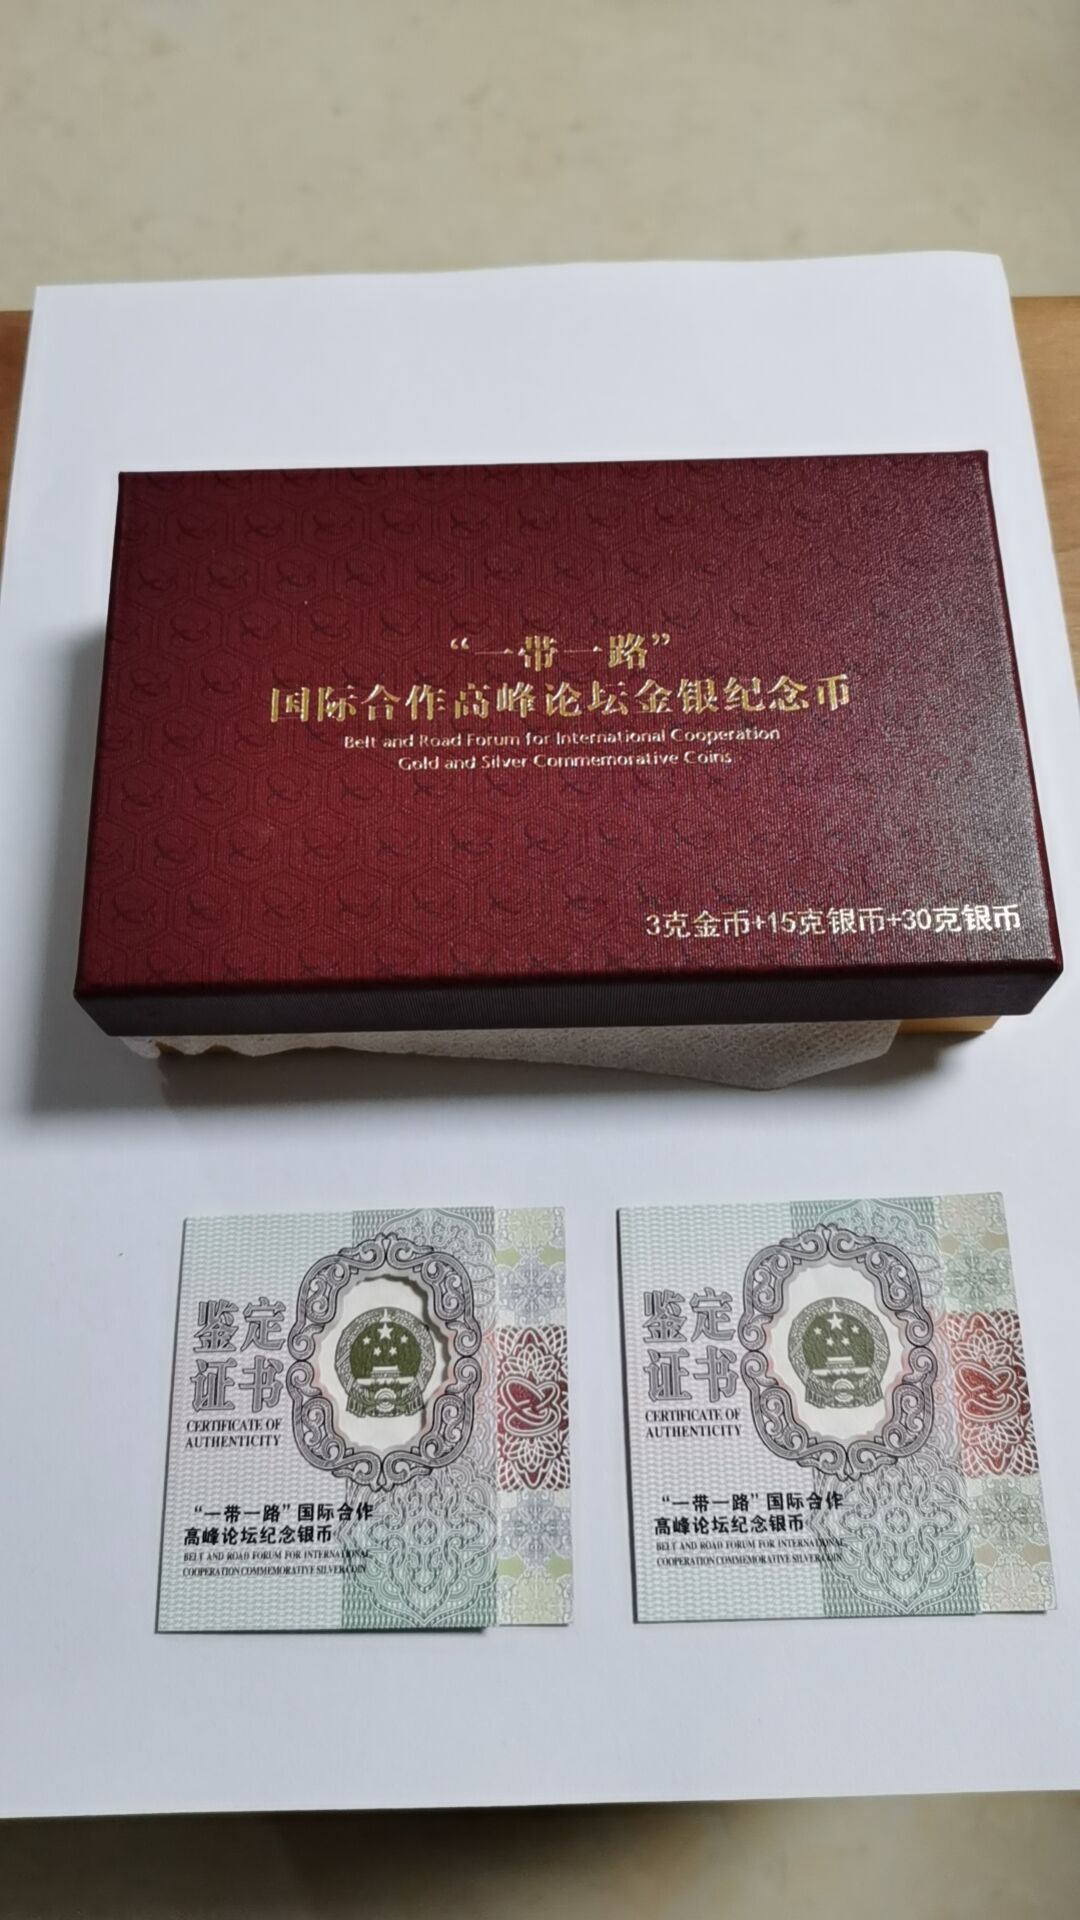 “一带一路”
国际合作高峰论坛金银纪念币
Belt and Road Forum for International Cooperation
Gold and Silver Commemorative Coins
3克金币+15克银币+30克银币
鉴定
证书
CERTIFICATE OF
AUTHENTICITY
“一带一路”国际合作
高峰论坛纪念银币
BELT AND ROAD FORUM FOR INTERNATIONAL
COOPERATION COMMEMORATIVE SILVER COIN
鉴定
证书
CERTIFICATE OF
AUTHENTICITY
“一带一路”国际合作
高峰论坛纪念银币
BELT AND ROAD FORUM FOR INTERNATIONAL
COOPERATION COMMEMORATIVE SILVER COIN